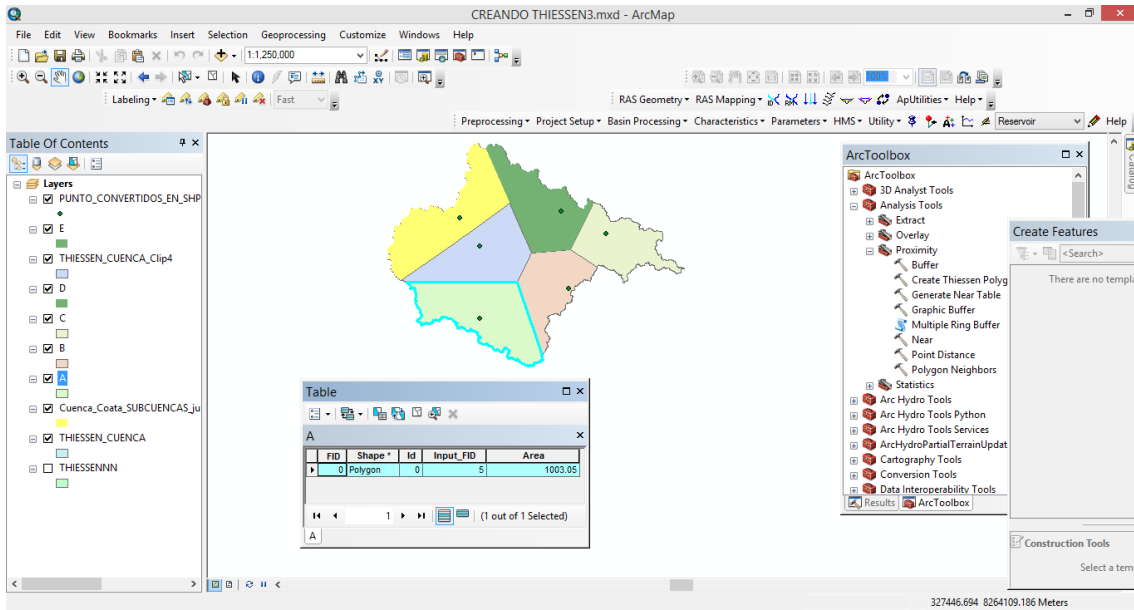 CREANDO THIESSEN3.mxd - ArcMap
File Edit View Bookmarks Insert Selection Geoprocessing Customize Windows Help
1:1,250,000
100%
Labeling Fast
RAS Geometry RAS Mapping ApUtilities Help
Preprocessing Project Setup Basin Processing Characteristics Parameters HMS Utility Reservoir Help
Table Of Contents
Layers
PUNTO_CONVERTIDOS_EN_SHP
E
THIESSEN_CUENCA_Clip4
D
C
B
A
Cuenca_Coata_SUBCUENCAS_ju
THIESSEN_CUENCA
THIESSENNN
Table
A
FID Shape * Id Input_FID Area
0 Polygon 0 5 1003.05
1 (1 out of 1 Selected)
A
ArcToolbox
ArcToolbox
3D Analyst Tools
Analysis Tools
Extract
Overlay
Proximity
Buffer
Create Thiessen Polyg
Generate Near Table
Graphic Buffer
Multiple Ring Buffer
Near
Point Distance
Polygon Neighbors
Statistics
Arc Hydro Tools
Arc Hydro Tools Python
Arc Hydro Tools Services
ArcHydroPartialTerrainUpdat
Cartography Tools
Conversion Tools
Data Interoperability Tools
Results ArcToolbox
Catalog
Create Features
<Search>
There are no templa
Construction Tools
Select a tem
327446.694 8264109.186 Meters